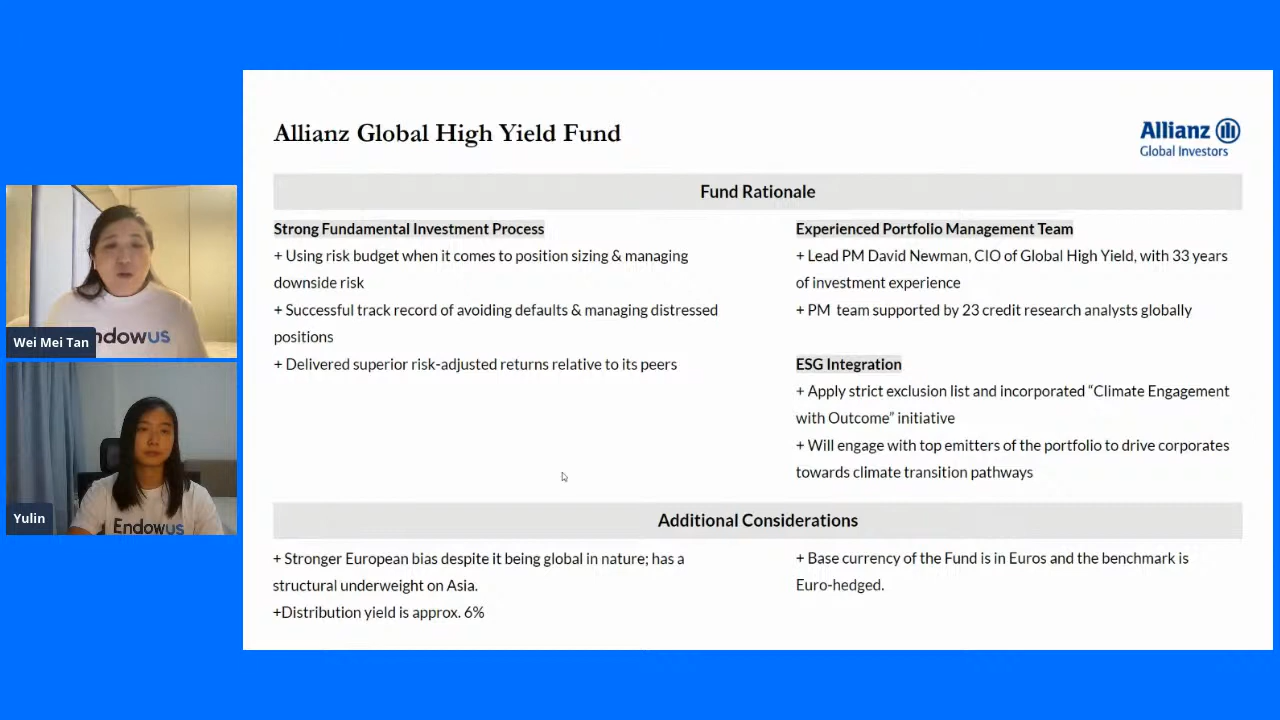 Allianz Global High Yield Fund
Allianz
Global Investors
Fund Rationale
Strong Fundamental Investment Process
+ Using risk budget when it comes to position sizing & managing
downside risk
+ Successful track record of avoiding defaults & managing distressed
positions
+ Delivered superior risk-adjusted returns relative to its peers
Experienced Portfolio Management Team
+ Lead PM David Newman, CIO of Global High Yield, with 33 years
of investment experience
+ PM team supported by 23 credit research analysts globally
ESG Integration
+ Apply strict exclusion list and incorporated “Climate Engagement
with Outcome” initiative
+ Will engage with top emitters of the portfolio to drive corporates
towards climate transition pathways
Additional Considerations
+ Stronger European bias despite it being global in nature; has a
structural underweight on Asia.
+Distribution yield is approx. 6%
+ Base currency of the Fund is in Euros and the benchmark is
Euro-hedged.
Endowus
Wei Mei Tan
Endowus
Yulin